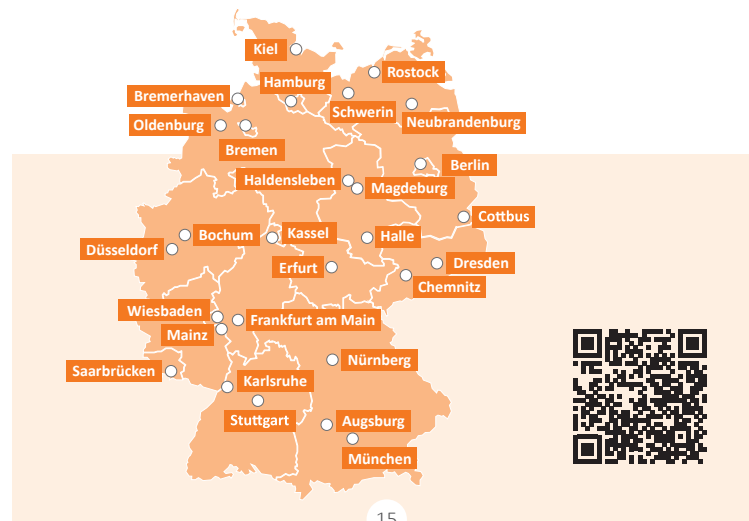 Kiel
Rostock
Hamburg
Bremerhaven
Schwerin
Oldenburg
Neubrandenburg
Bremen
Berlin
Haldensleben
Magdeburg
Cottbus
Bochum
Kassel
Halle
Düsseldorf
Erfurt
Dresden
Chemnitz
Wiesbaden
Frankfurt am Main
Mainz
Nürnberg
Saarbrücken
Karlsruhe
Stuttgart
Augsburg
München
15